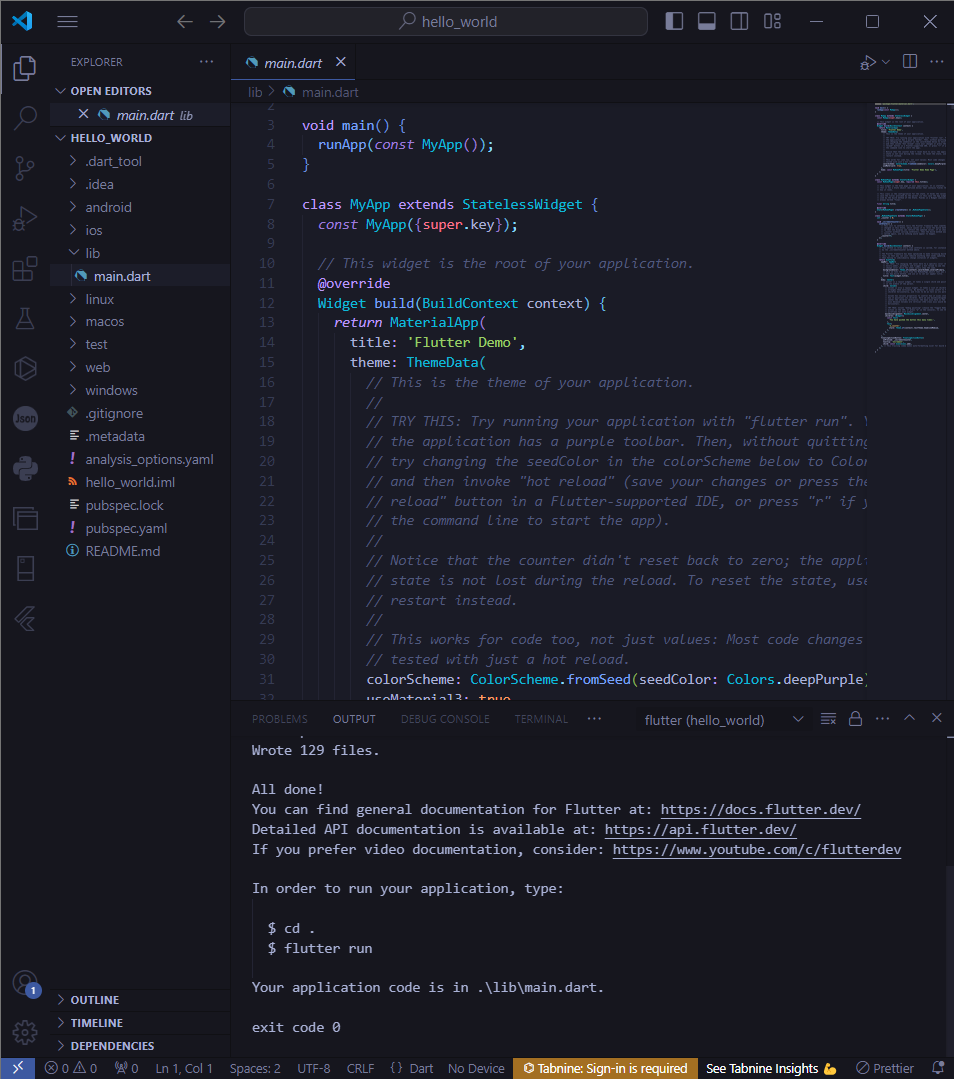 hello_world
EXPLORER
OPEN EDITORS
main.dart lib
HELLO_WORLD
.dart_tool
.idea
android
ios
lib
main.dart
linux
macos
test
web
windows
.gitignore
.metadata
analysis_options.yaml
hello_world.iml
pubspec.lock
pubspec.yaml
README.md
OUTLINE
TIMELINE
DEPENDENCIES
Json
1
main.dart
lib > main.dart
2
3 void main() {
4 runApp(const MyApp());
5 }
6
7 class MyApp extends StatelessWidget {
8 const MyApp({super.key});
9
10 // This widget is the root of your application.
11 @override
12 Widget build(BuildContext context) {
13 return MaterialApp(
14 title: 'Flutter Demo',
15 theme: ThemeData(
16 // This is the theme of your application.
17 //
18 // TRY THIS: Try running your application with "flutter run". Y
19 // the application has a purple toolbar. Then, without quitting
20 // try changing the seedColor in the colorScheme below to Color
21 // and then invoke "hot reload" (save your changes or press the
22 // reload" button in a Flutter-supported IDE, or press "r" if y
23 // the command line to start the app).
24 //
25 // Notice that the counter didn't reset back to zero; the appli
26 // state is not lost during the reload. To reset the state, use
27 // restart instead.
28 //
29 // This works for code too, not just values: Most code changes
30 // tested with just a hot reload.
31 colorScheme: ColorScheme.fromSeed(seedColor: Colors.deepPurple)
32 useMaterial3: true
PROBLEMS OUTPUT DEBUG CONSOLE TERMINAL flutter (hello_world)
Wrote 129 files.
All done!
You can find general documentation for Flutter at: https://docs.flutter.dev/
Detailed API documentation is available at: https://api.flutter.dev/
If you prefer video documentation, consider: https://www.youtube.com/c/flutterdev
In order to run your application, type:
$ cd .
$ flutter run
Your application code is in .\lib\main.dart.
exit code 0
0 0 0 Ln 1, Col 1 Spaces: 2 UTF-8 CRLF {} Dart No Device Tabnine: Sign-in is required See Tabnine Insights 💪 Prettier